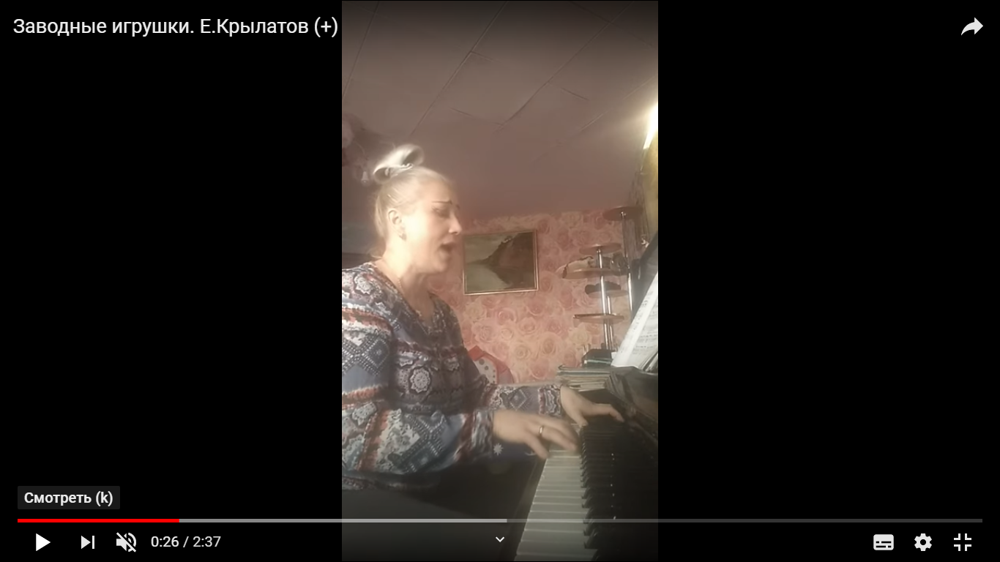 Заводные игрушки. Е.Крылатов (+)
Смотреть (k)
0:26 / 2:37